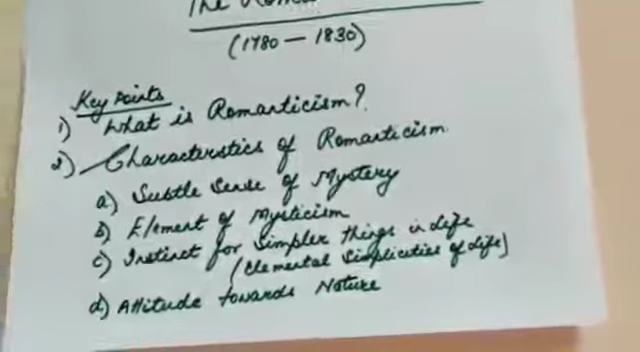 The
(1780 — 1830)
Key Points
1) What is Romanticism?
2) Characteristics of Romanticism
a) Subtle Sense of Mystery
b) Element of Mysticism
c) Instinct for Simpler things in life
(Elemental Simplicities of life)
d) Attitude towards Nature